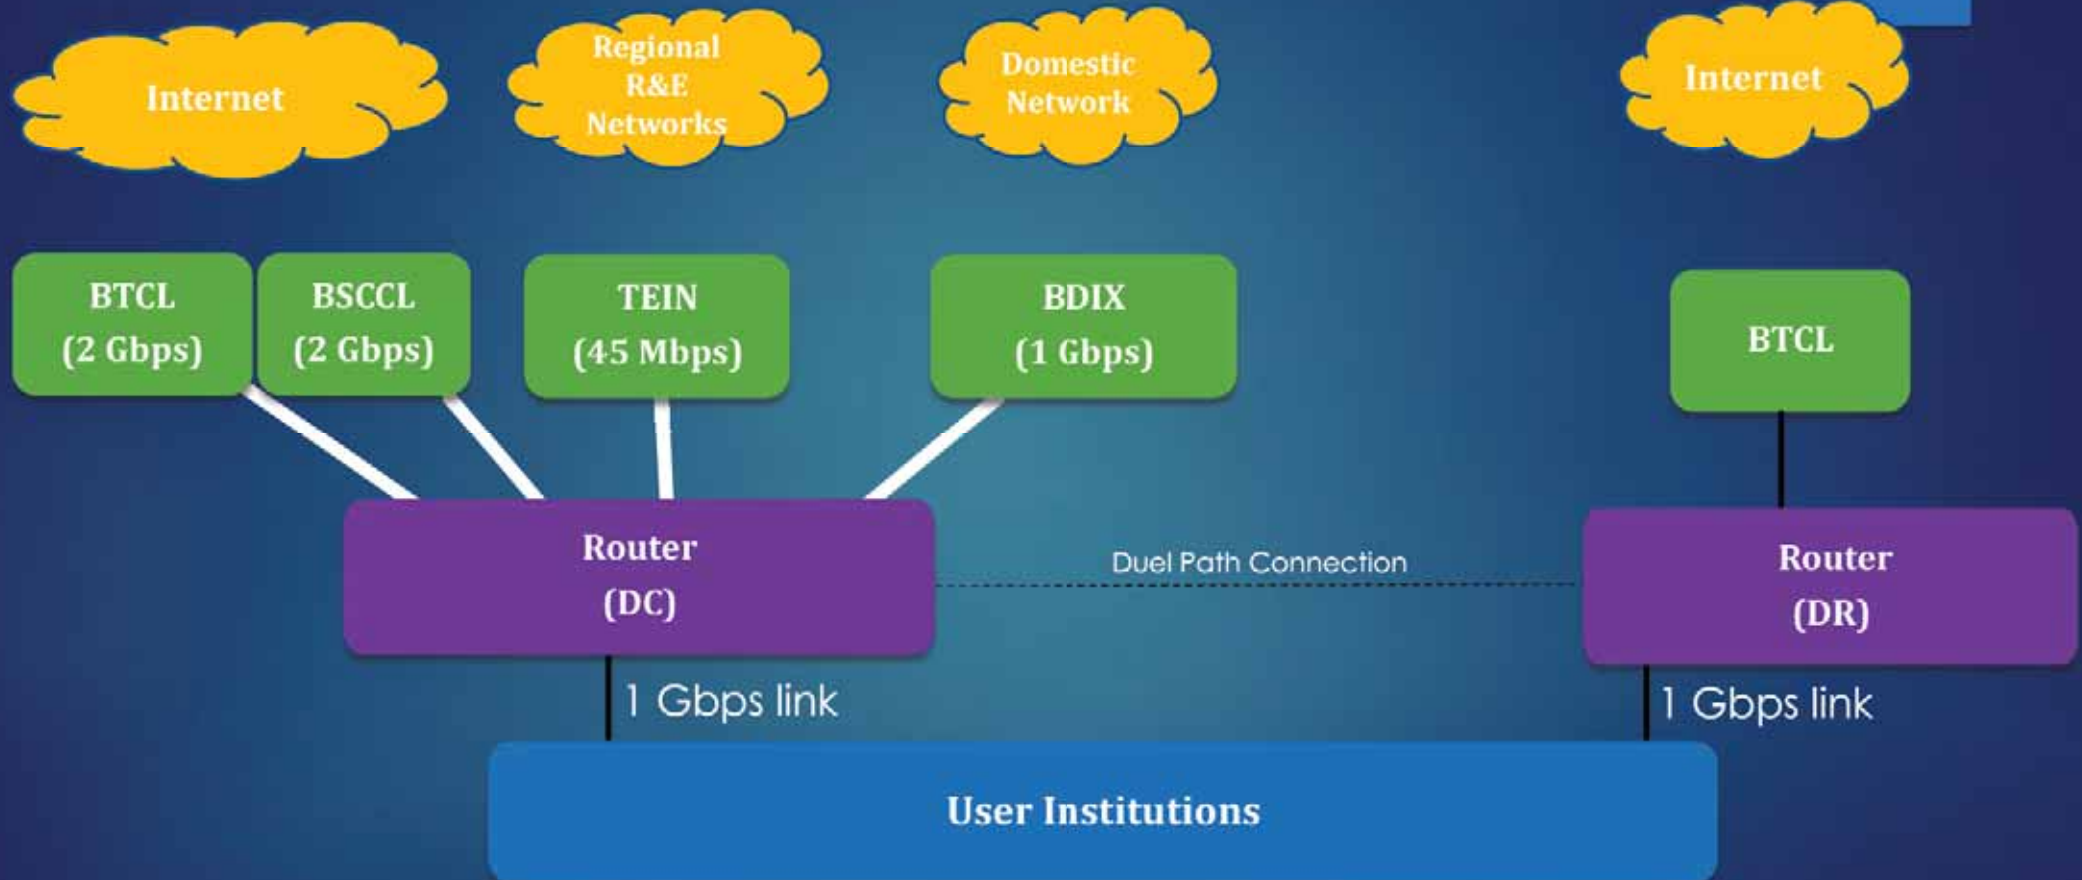 Internet
Regional
R&E
Networks
Domestic
Network
Internet
BTCL
(2 Gbps)
BSCCL
(2 Gbps)
TEIN
(45 Mbps)
BDIX
(1 Gbps)
BTCL
Router
(DC)
Duel Path Connection
Router
(DR)
1 Gbps link
1 Gbps link
User Institutions